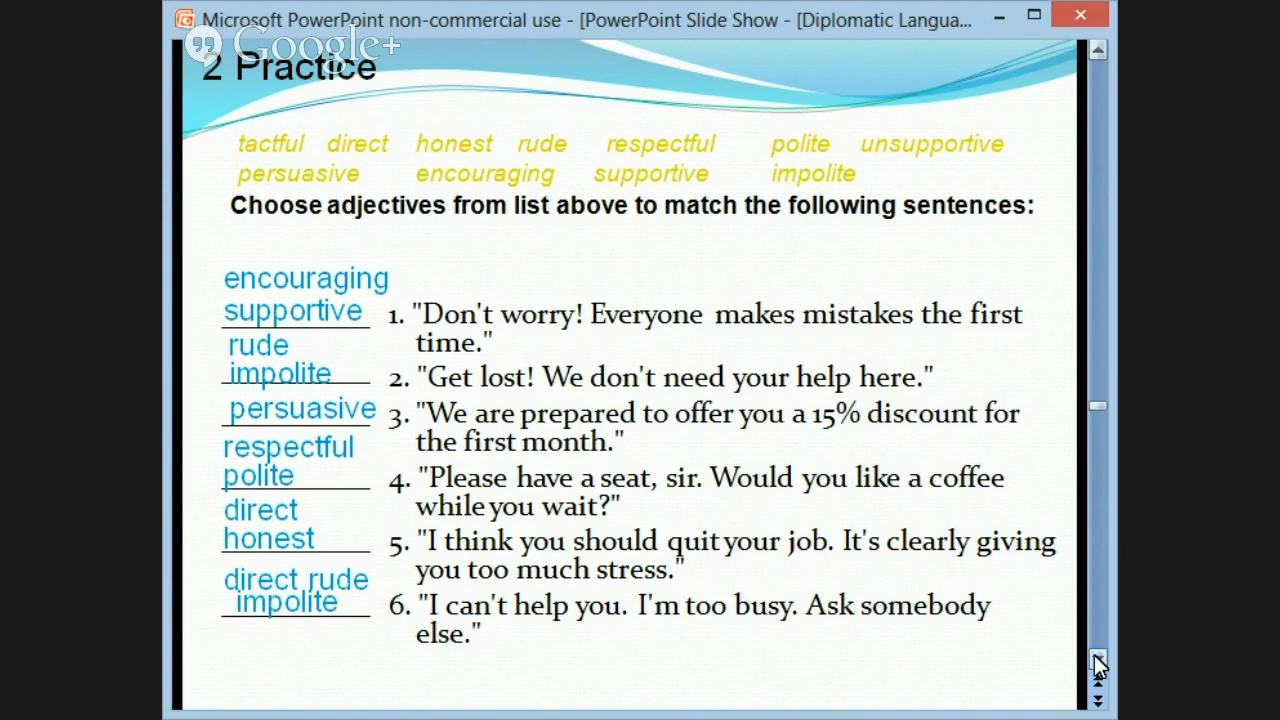 Microsoft PowerPoint non-commercial use - [PowerPoint Slide Show - [Diplomatic Langua...
Google+
2 Practice
tactful direct honest rude respectful polite unsupportive
persuasive encouraging supportive impolite
Choose adjectives from list above to match the following sentences:
encouraging
supportive 1. "Don't worry! Everyone makes mistakes the first
time."
rude
impolite 2. "Get lost! We don't need your help here."
persuasive 3. "We are prepared to offer you a 15% discount for
the first month."
respectful
polite 4. "Please have a seat, sir. Would you like a coffee
while you wait?"
direct
honest 5. "I think you should quit your job. It's clearly giving
you too much stress."
direct rude
impolite 6. "I can't help you. I'm too busy. Ask somebody
else."